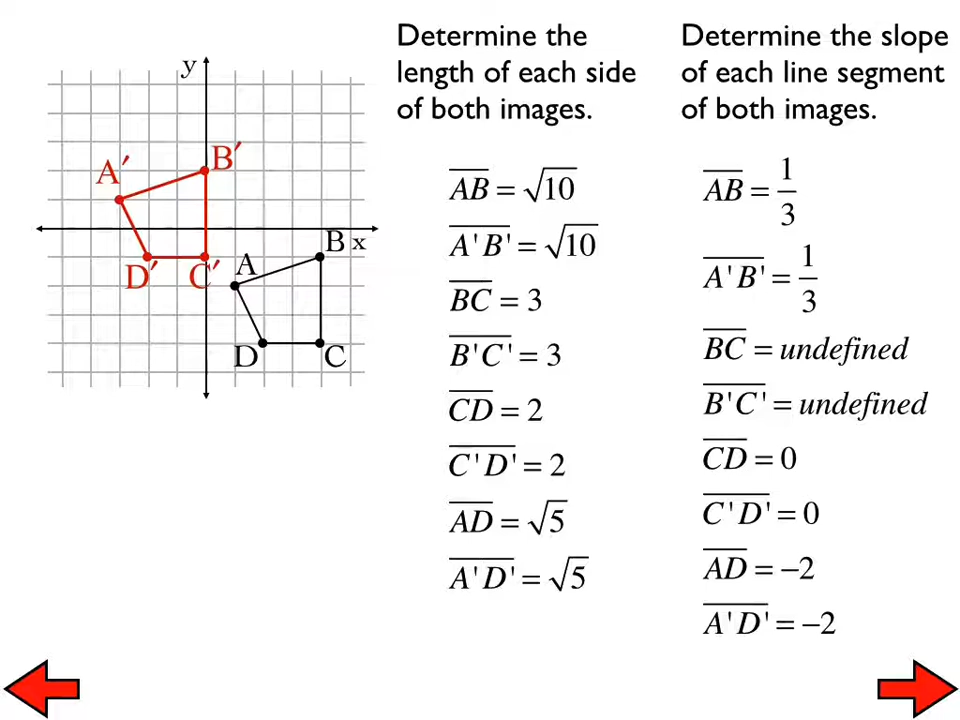 Determine the
length of each side
of both images.
Determine the slope
of each line segment
of both images.
y
x
A′
B′
C′
D′
A
B
C
D
AB = √10
A'B' = √10
BC = 3
B'C' = 3
CD = 2
C'D' = 2
AD = √5
A'D' = √5
AB = 1/3
A'B' = 1/3
BC = undefined
B'C' = undefined
CD = 0
C'D' = 0
AD = −2
A'D' = −2